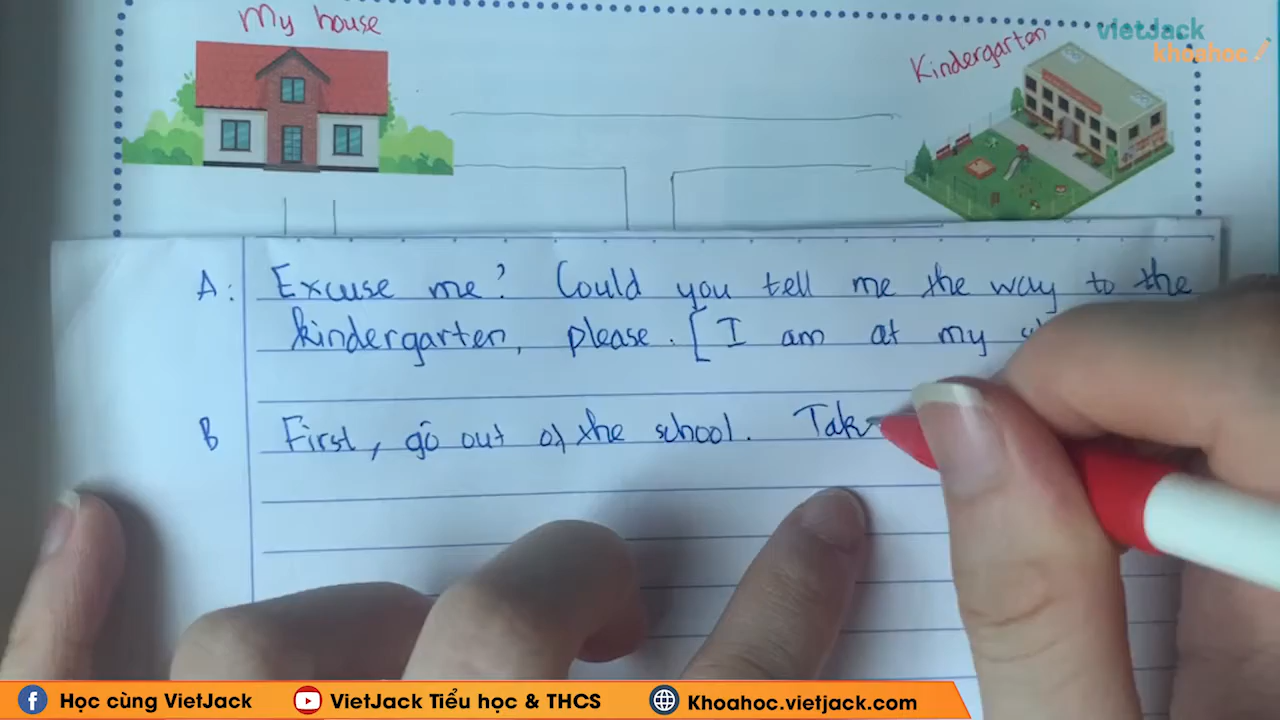 My house
Kindergarten
vietJack
khoahoc
A: Excuse me? Could you tell me the way to the
kindergarten, please. [I am at my
B First, go out of the school. Tak
Học cùng VietJack
VietJack Tiểu học & THCS
Khoahoc.vietjack.com